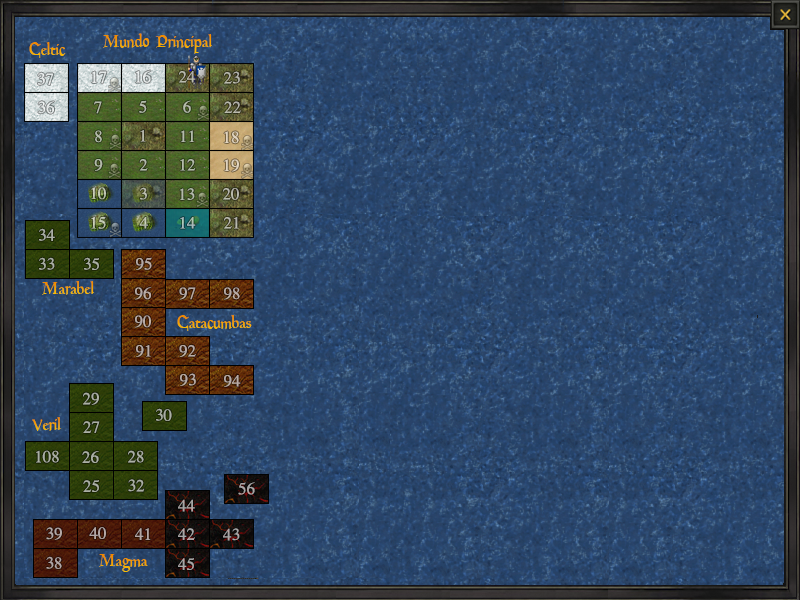 Mundo Principal
Celtic
37 17 16 24 23
36 7 5 6 22
8 1 11 18
9 2 12 19
10 3 13 20
15 4 14 21
34
33 35 95
Marabel
96 97 98
90 Catacumbas
91 92
93 94
29
30
Veril 27
108 26 28
25 32
56
44
39 40 41 42 43
38 Magma 45